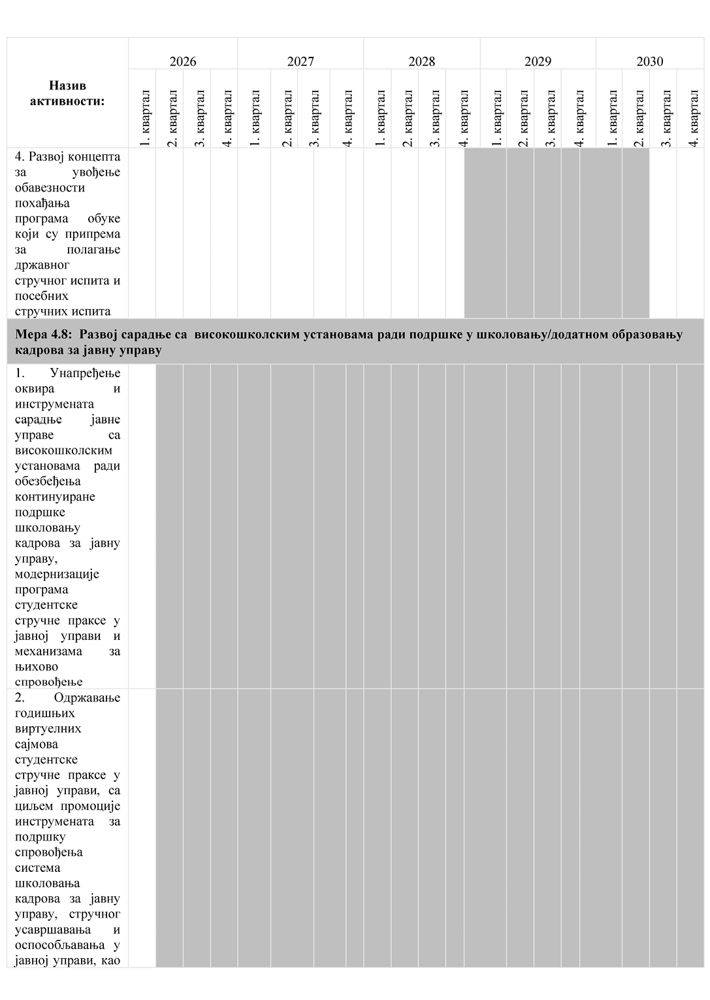 Назив
активности:
2026
2027
2028
2029
2030
1. квартал
2. квартал
3. квартал
4. квартал
1. квартал
2. квартал
3. квартал
4. квартал
1. квартал
2. квартал
3. квартал
4. квартал
1. квартал
2. квартал
3. квартал
4. квартал
1. квартал
2. квартал
3. квартал
4. квартал
4. Развој концепта
за увођење
обавезности
похађања
програма обуке
који су припрема
за полагање
државног
стручног испита и
посебних
стручних испита
Мера 4.8: Развој сарадње са високошколским установама ради подршке у школовању/додатном образовању
кадрова за јавну управу
1. Унапређење
оквира и
инструмената
сарадње јавне
управе са
високошколским
установама ради
обезбеђења
континуиране
подршке
школовању
кадрова за јавну
управу,
модернизације
програма
студентске
стручне праксе у
јавној управи и
механизама за
њихово
спровођење
2. Одржавање
годишњих
виртуелних
сајмова
студентске
стручне праксе у
јавној управи, са
циљем промоције
инструмената за
подршку
спровођења
система
школовања
кадрова за јавну
управу, стручног
усавршавања и
оспособљавања у
јавној управи, као